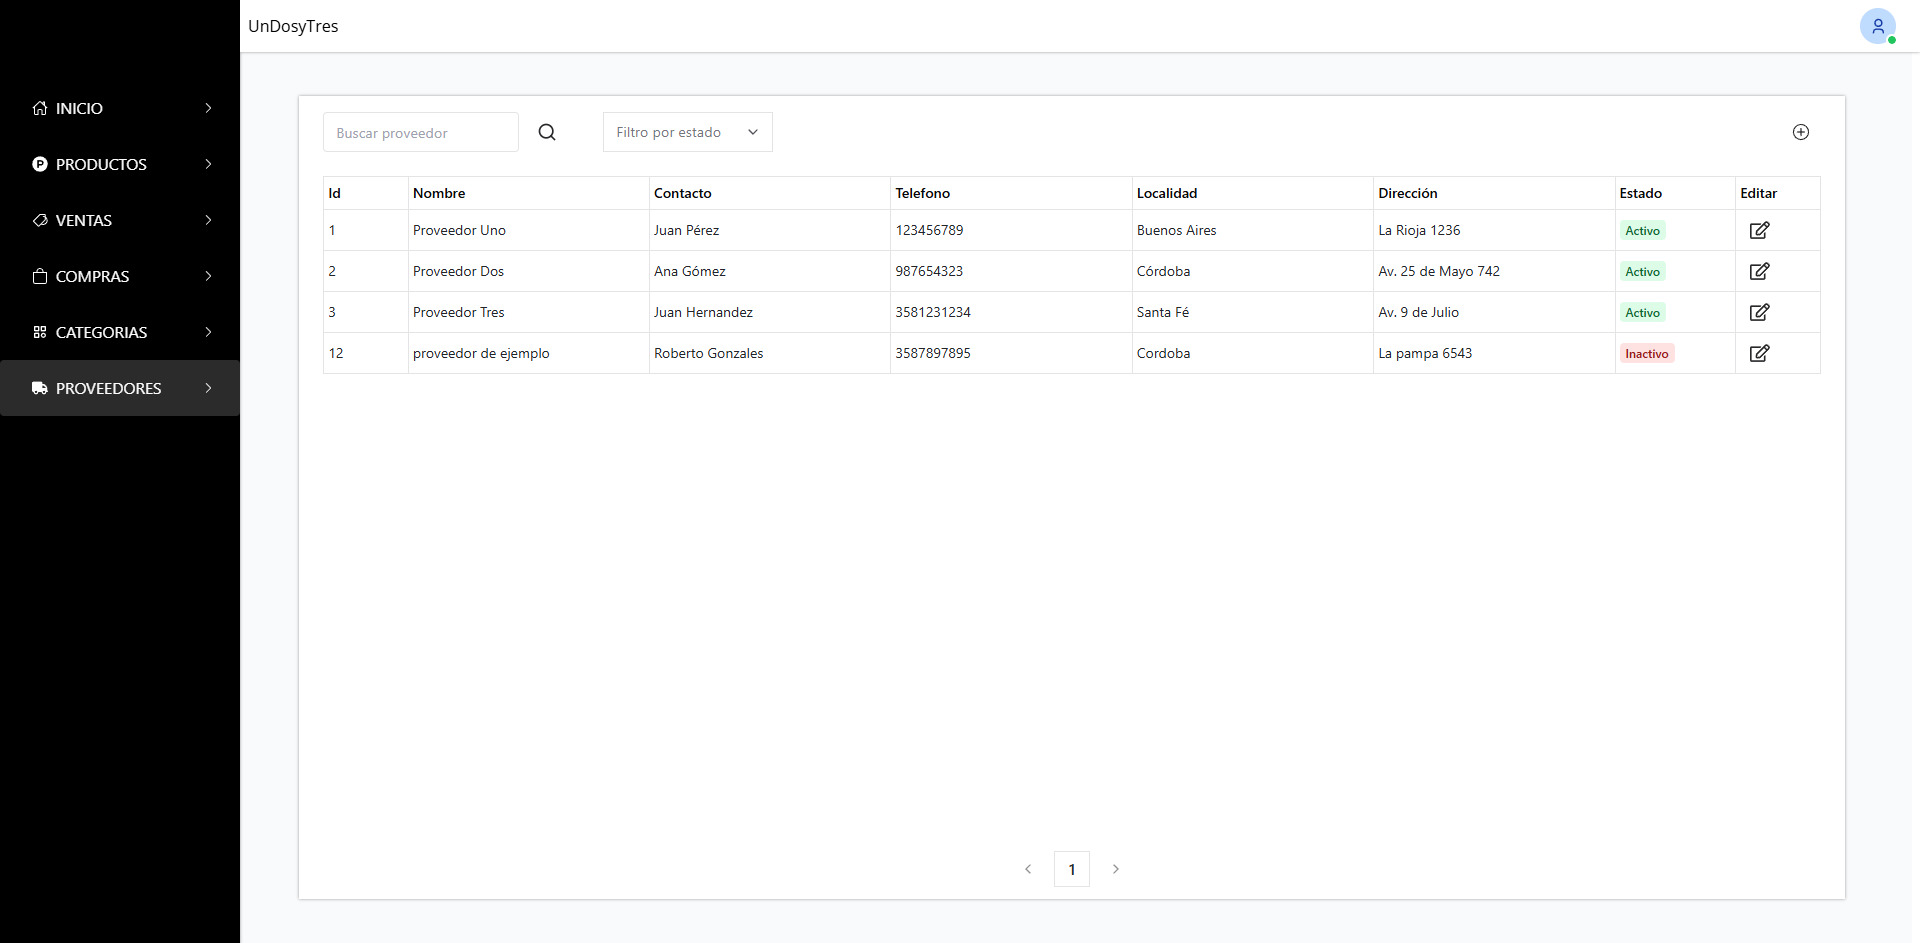 UnDosyTres
INICIO
PRODUCTOS
VENTAS
COMPRAS
CATEGORIAS
PROVEEDORES
Buscar proveedor
Filtro por estado
Id Nombre Contacto Telefono Localidad Dirección Estado Editar
1 Proveedor Uno Juan Pérez 123456789 Buenos Aires La Rioja 1236 Activo
2 Proveedor Dos Ana Gómez 987654323 Córdoba Av. 25 de Mayo 742 Activo
3 Proveedor Tres Juan Hernandez 3581231234 Santa Fé Av. 9 de Julio Activo
12 proveedor de ejemplo Roberto Gonzales 3587897895 Cordoba La pampa 6543 Inactivo
1